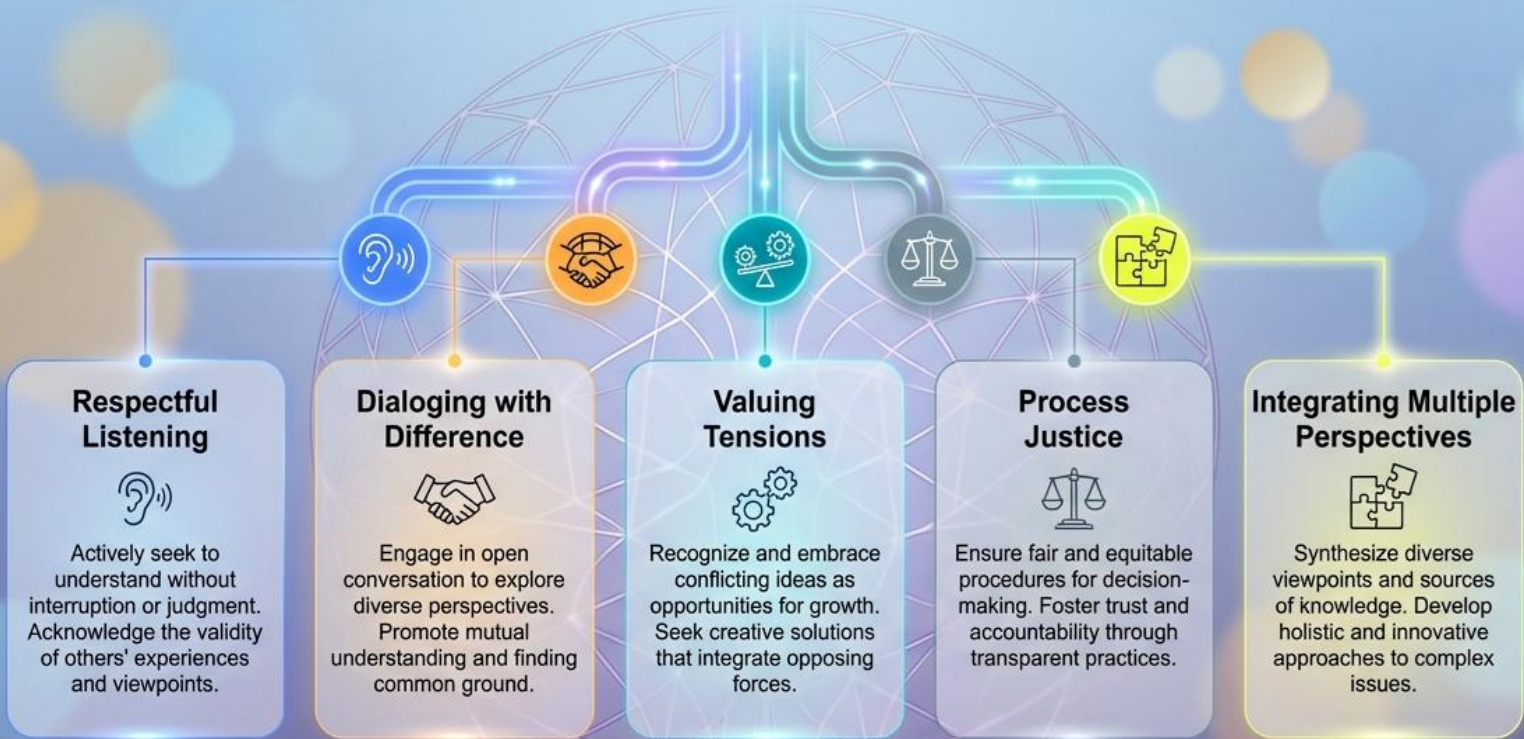 Respectful
Listening
Actively seek to
understand without
interruption or judgment.
Acknowledge the validity
of others' experiences
and viewpoints.
Dialoging with
Difference
Engage in open
conversation to explore
diverse perspectives.
Promote mutual
understanding and finding
common ground.
Valuing
Tensions
Recognize and embrace
conflicting ideas as
opportunities for growth.
Seek creative solutions
that integrate opposing
forces.
Process
Justice
Ensure fair and equitable
procedures for decision-
making. Foster trust and
accountability through
transparent practices.
Integrating Multiple
Perspectives
Synthesize diverse
viewpoints and sources
of knowledge. Develop
holistic and innovative
approaches to complex
issues.